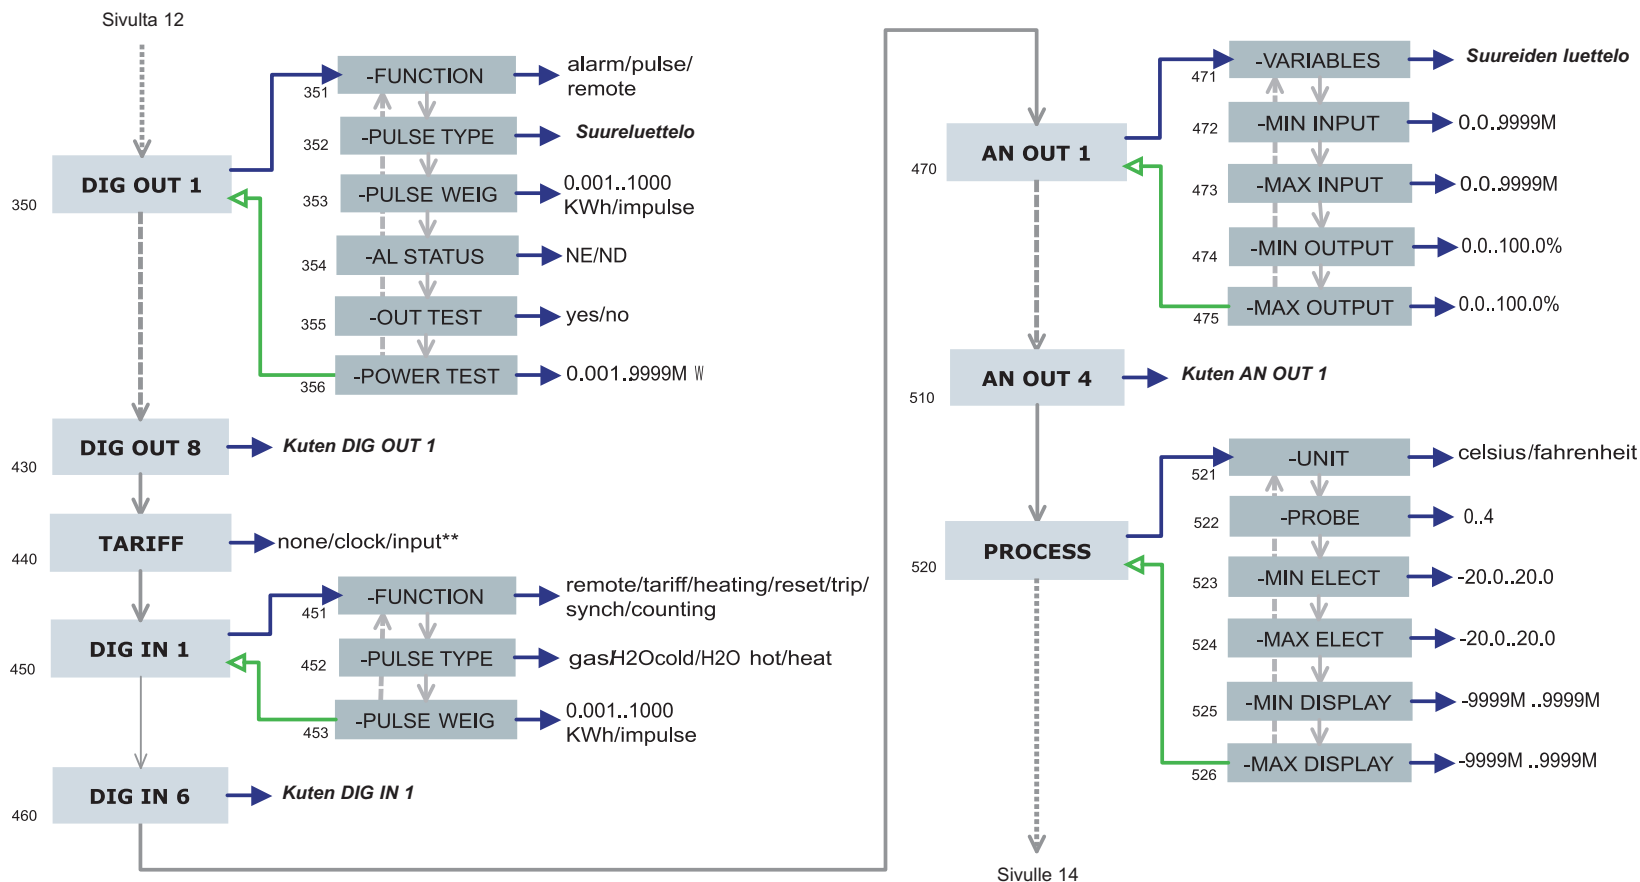 Sivulta 12
DIG OUT 1
350
-FUNCTION
351
alarm/pulse/
remote
-PULSE TYPE
352
Suureluettelo
-PULSE WEIG
353
0.001..1000
KWh/impulse
-AL STATUS
354
NE/ND
-OUT TEST
355
yes/no
-POWER TEST
356
0.001..9999M W
DIG OUT 8
430
Kuten DIG OUT 1
TARIFF
440
none/clock/input**
DIG IN 1
450
-FUNCTION
451
remote/tariff/heating/reset/trip/
synch/counting
-PULSE TYPE
452
gas/H2Ocold/H2O hot/heat
-PULSE WEIG
453
0.001..1000
KWh/impulse
DIG IN 6
460
Kuten DIG IN 1
AN OUT 1
470
-VARIABLES
471
Suureiden luettelo
-MIN INPUT
472
0.0..9999M
-MAX INPUT
473
0.0..9999M
-MIN OUTPUT
474
0.0..100.0%
-MAX OUTPUT
475
0.0..100.0%
AN OUT 4
510
Kuten AN OUT 1
PROCESS
520
-UNIT
521
celsius/fahrenheit
-PROBE
522
0..4
-MIN ELECT
523
-20.0..20.0
-MAX ELECT
524
-20.0..20.0
-MIN DISPLAY
525
-9999M ..9999M
-MAX DISPLAY
526
-9999M ..9999M
Sivulle 14